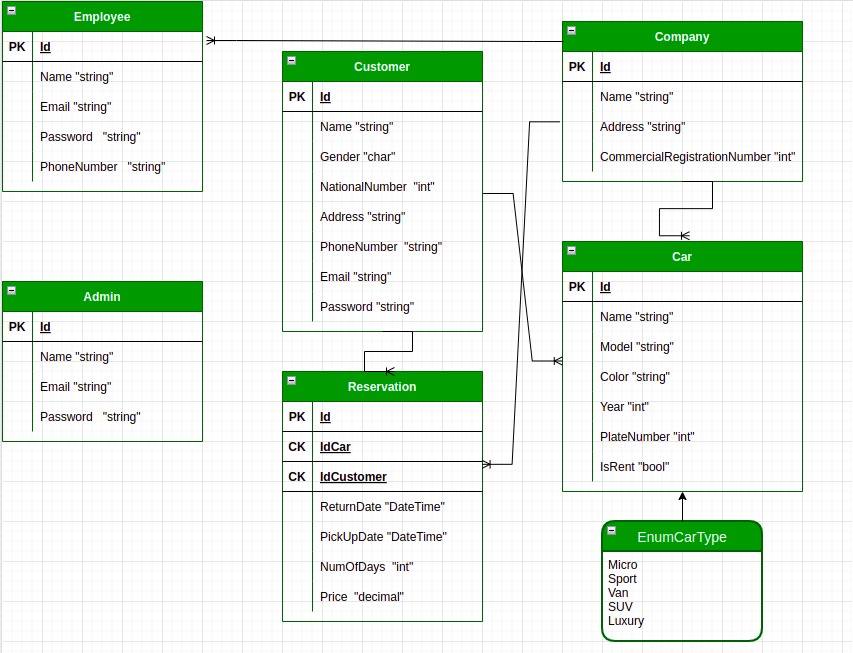 Employee
PK Id
Name "string"
Email "string"
Password "string"
PhoneNumber "string"
Customer
PK Id
Name "string"
Gender "char"
NationalNumber "int"
Address "string"
PhoneNumber "string"
Email "string"
Password "string"
Company
PK Id
Name "string"
Address "string"
CommercialRegistrationNumber "int"
Admin
PK Id
Name "string"
Email "string"
Password "string"
Reservation
PK Id
CK IdCar
CK IdCustomer
ReturnDate "DateTime"
PickUpDate "DateTime"
NumOfDays "int"
Price "decimal"
Car
PK Id
Name "string"
Model "string"
Color "string"
Year "int"
PlateNumber "int"
IsRent "bool"
EnumCarType
Micro
Sport
Van
SUV
Luxury